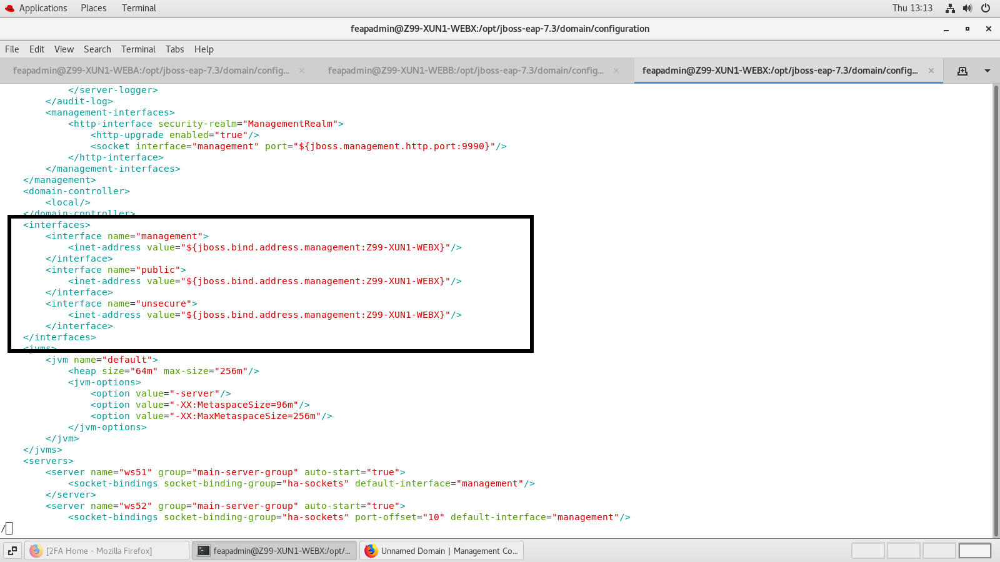 Applications Places Terminal Thu 13:13
feapadmin@Z99-XUN1-WEBX:/opt/jboss-eap-7.3/domain/configuration
File Edit View Search Terminal Tabs Help
feapadmin@Z99-XUN1-WEBA:/opt/jboss-eap-7.3/domain/config... feapadmin@Z99-XUN1-WEBB:/opt/jboss-eap-7.3/domain/config... feapadmin@Z99-XUN1-WEBX:/opt/jboss-eap-7.3/domain/config...
</server-logger>
</audit-log>
<management-interfaces>
<http-interface security-realm="ManagementRealm">
<http-upgrade enabled="true"/>
<socket interface="management" port="${jboss.management.http.port:9990}"/>
</http-interface>
</management-interfaces>
</management>
<domain-controller>
<local/>
</domain-controller>
<interfaces>
<interface name="management">
<inet-address value="${jboss.bind.address.management:Z99-XUN1-WEBX}"/>
</interface>
<interface name="public">
<inet-address value="${jboss.bind.address.management:Z99-XUN1-WEBX}"/>
</interface>
<interface name="unsecure">
<inet-address value="${jboss.bind.address.management:Z99-XUN1-WEBX}"/>
</interface>
</interfaces>
<jvms>
<jvm name="default">
<heap size="64m" max-size="256m"/>
<jvm-options>
<option value="-server"/>
<option value="-XX:MetaspaceSize=96m"/>
<option value="-XX:MaxMetaspaceSize=256m"/>
</jvm-options>
</jvm>
</jvms>
<servers>
<server name="ws51" group="main-server-group" auto-start="true">
<socket-bindings socket-binding-group="ha-sockets" default-interface="management"/>
</server>
<server name="ws52" group="main-server-group" auto-start="true">
<socket-bindings socket-binding-group="ha-sockets" port-offset="10" default-interface="management"/>
/
[2FA Home - Mozilla Firefox] feapadmin@Z99-XUN1-WEBX:/opt/... Unnamed Domain | Management Co...